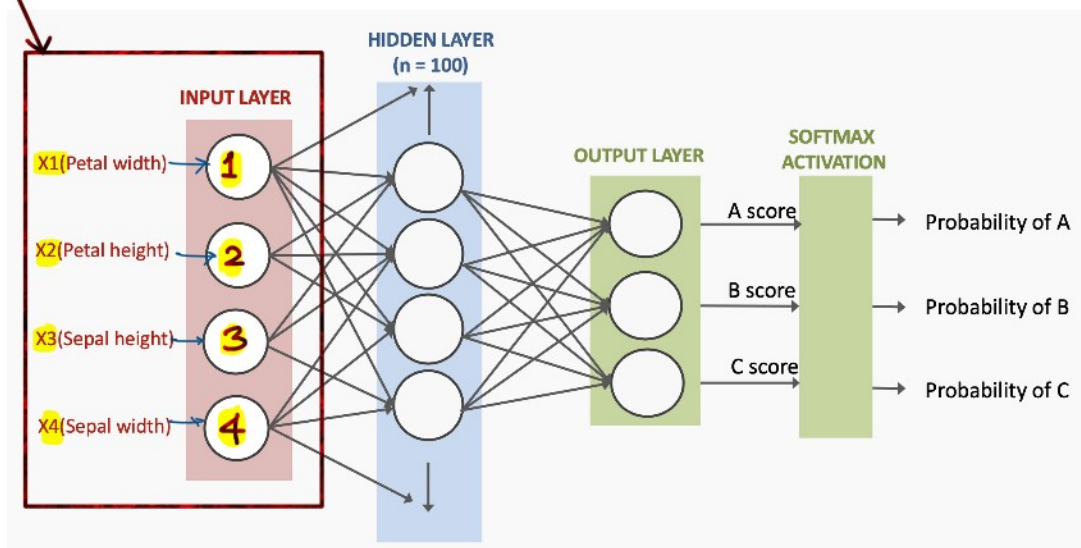 HIDDEN LAYER
(n = 100)
INPUT LAYER
X1(Petal width)
1
X2(Petal height)
2
X3(Sepal height)
3
X4(Sepal width)
4
OUTPUT LAYER
A score
B score
C score
SOFTMAX
ACTIVATION
Probability of A
Probability of B
Probability of C